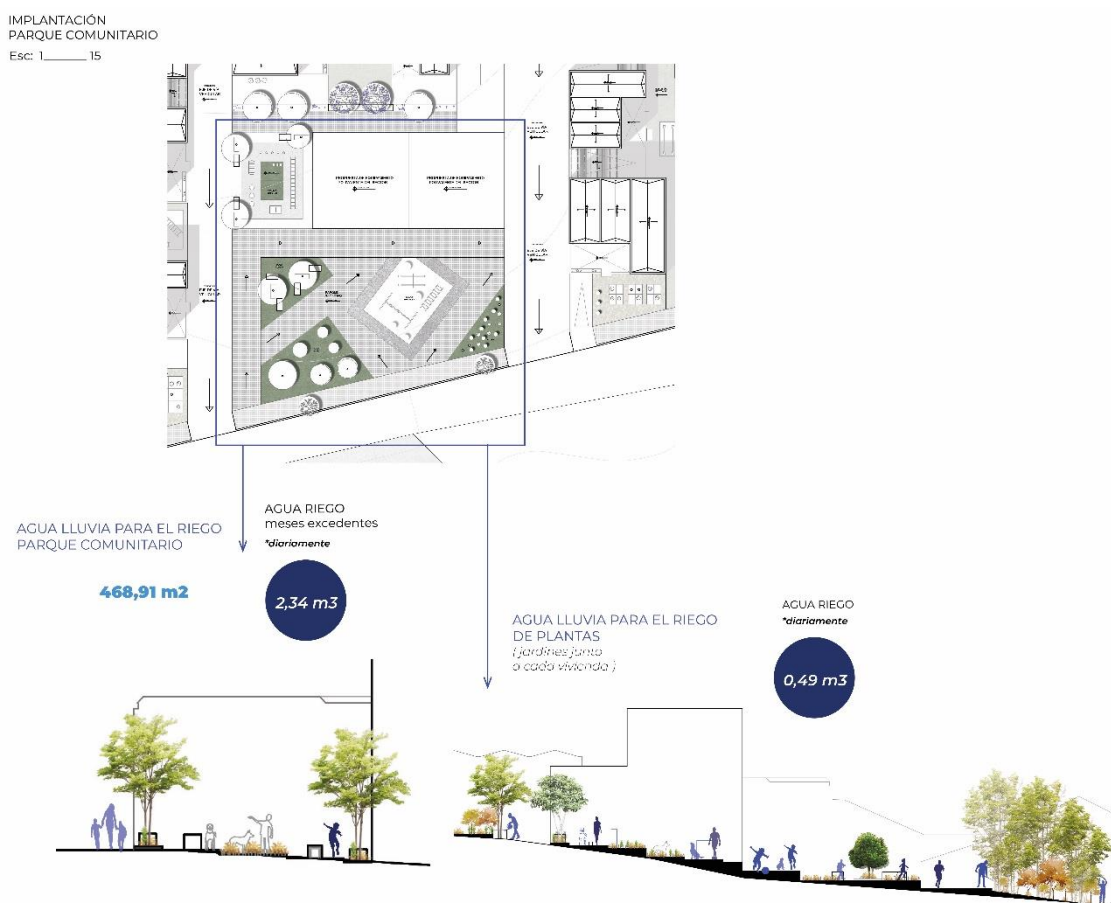 IMPLANTACIÓN
PARQUE COMUNITARIO
Esc: 1______ 15
AGUA LLUVIA PARA EL RIEGO
PARQUE COMUNITARIO
468,91 m2
AGUA RIEGO
meses excedentes
*diariamente
2,34 m3
AGUA LLUVIA PARA EL RIEGO
DE PLANTAS
( jardines junto
a cada vivienda )
AGUA RIEGO
*diariamente
0,49 m3